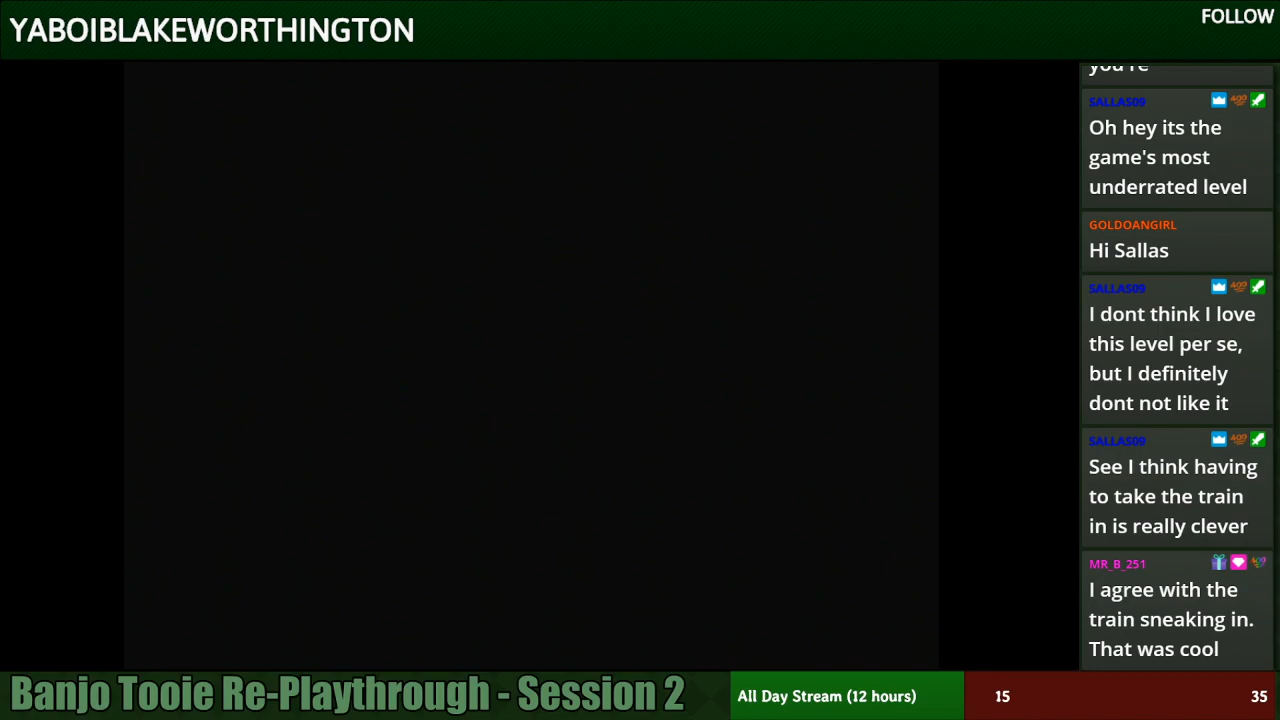 YABOIBLAKEWORTHINGTON
FOLLOW
you're
SALLAS09
Oh hey its the
game's most
underrated level
GOLDOANGIRL
Hi Sallas
SALLAS09
I dont think I love
this level per se,
but I definitely
dont not like it
SALLAS09
See I think having
to take the train
in is really clever
MR_B_251
I agree with the
train sneaking in.
That was cool
Banjo Tooie Re-Playthrough - Session 2
All Day Stream (12 hours)
15
35